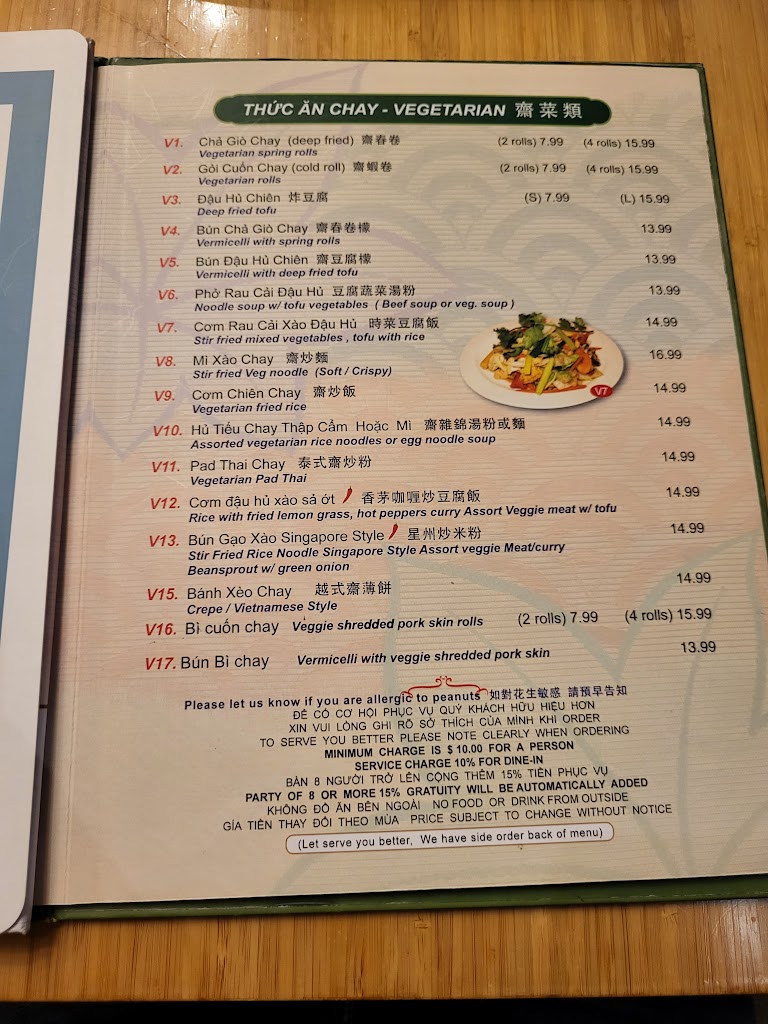 THỨC ĂN CHAY - VEGETARIAN 齋菜類
V1. Chả Giò Chay (deep fried) 齋春卷 (2 rolls) 7.99 (4 rolls) 15.99
Vegetarian spring rolls
V2. Gỏi Cuốn Chay (cold roll) 齋蝦卷 (2 rolls) 7.99 (4 rolls) 15.99
Vegetarian rolls
V3. Đậu Hủ Chiên 炸豆腐 (S) 7.99 (L) 15.99
Deep fried tofu
V4. Bún Chả Giò Chay 齋春卷檬 13.99
Vermicelli with spring rolls
V5. Bún Đậu Hủ Chiên 齋豆腐檬 13.99
Vermicelli with deep fried tofu
V6. Phở Rau Cải Đậu Hủ 豆腐蔬菜湯粉 13.99
Noodle soup w/ tofu vegetables ( Beef soup or veg. soup )
V7. Cơm Rau Cải Xào Đậu Hủ 時菜豆腐飯 14.99
Stir fried mixed vegetables , tofu with rice
V8. Mì Xào Chay 齋炒麵 16.99
Stir fried Veg noodle (Soft / Crispy)
V7
V9. Cơm Chiên Chay 齋炒飯 14.99
Vegetarian fried rice
V10. Hủ Tiếu Chay Thập Cẩm Hoặc Mì 齋雜錦湯粉或麵 14.99
Assorted vegetarian rice noodles or egg noodle soup
V11. Pad Thai Chay 泰式齋炒粉 14.99
Vegetarian Pad Thai
V12. Cơm đậu hủ xào sả ớt 香茅咖喱炒豆腐飯 14.99
Rice with fried lemon grass, hot peppers curry Assort Veggie meat w/ tofu
V13. Bún Gạo Xào Singapore Style 星州炒米粉 14.99
Stir Fried Rice Noodle Singapore Style Assort veggie Meat/curry
Beansprout w/ green onion
V15. Bánh Xèo Chay 越式齋薄餅 14.99
Crepe / Vietnamese Style
V16. Bì cuốn chay Veggie shredded pork skin rolls (2 rolls) 7.99 (4 rolls) 15.99
V17. Bún Bì chay Vermicelli with veggie shredded pork skin 13.99
Please let us know if you are allergic to peanuts 如對花生敏感 請預早告知
ĐỂ CÓ CƠ HỘI PHỤC VỤ QUÝ KHÁCH HỮU HIỆU HƠN
XIN VUI LÒNG GHI RÕ SỞ THÍCH CỦA MÌNH KHI ORDER
TO SERVE YOU BETTER PLEASE NOTE CLEARLY WHEN ORDERING
MINIMUM CHARGE IS $ 10.00 FOR A PERSON
SERVICE CHARGE 10% FOR DINE-IN
BÀN 8 NGƯỜI TRỞ LÊN CỘNG THÊM 15% TIỀN PHỤC VỤ
PARTY OF 8 OR MORE 15% GRATUITY WILL BE AUTOMATICALLY ADDED
KHÔNG ĐỒ ĂN BÊN NGOÀI NO FOOD OR DRINK FROM OUTSIDE
GÍA TIỀN THAY ĐỔI THEO MÙA PRICE SUBJECT TO CHANGE WITHOUT NOTICE
(Let serve you better, We have side order back of menu)